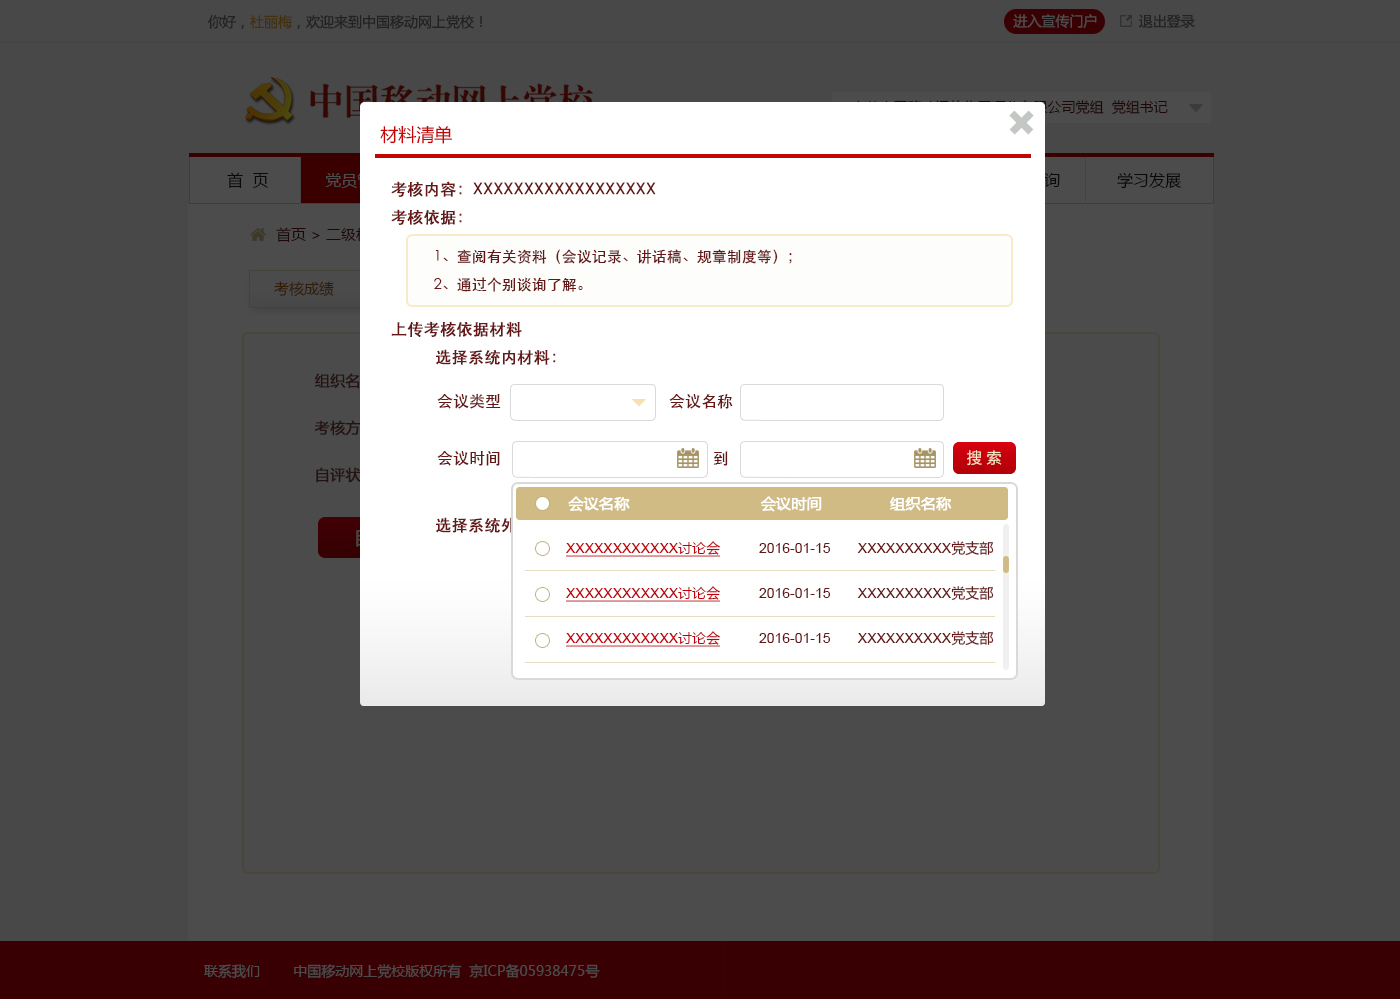 你好，杜丽梅，欢迎来到中国移动网上党校！
进入宣传门户 退出登录
中国移动网上党校
公司党组 党组书记
首 页 党员 询 学习发展
首页 > 二级
考核成绩
组织名
考核方
自评状
材料清单
考核内容：XXXXXXXXXXXXXXXXXX
考核依据：
1、查阅有关资料（会议记录、讲话稿、规章制度等）；
2、通过个别谈询了解。
上传考核依据材料
选择系统内材料：
会议类型 会议名称
会议时间 到 搜 索
选择系统外
会议名称 会议时间 组织名称
XXXXXXXXXXXX讨论会 2016-01-15 XXXXXXXXXX党支部
XXXXXXXXXXXX讨论会 2016-01-15 XXXXXXXXXX党支部
XXXXXXXXXXXX讨论会 2016-01-15 XXXXXXXXXX党支部
联系我们 中国移动网上党校版权所有 京ICP备05938475号